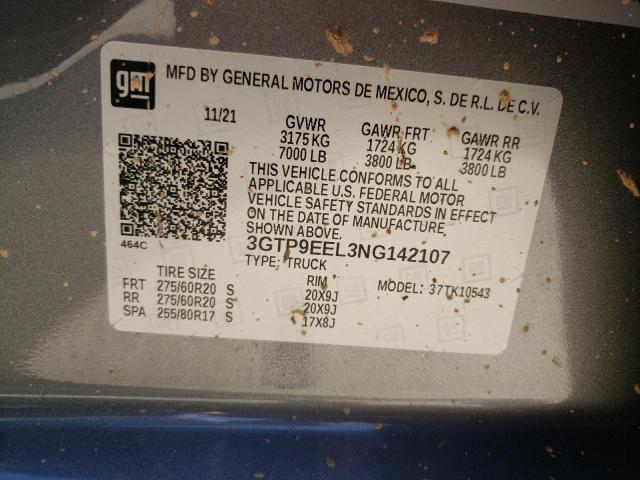 gm MFD BY GENERAL MOTORS DE MEXICO, S. DE R.L. DE C.V.
11/21 GVWR GAWR FRT GAWR RR
3175 KG 1724 KG 1724 KG
7000 LB 3800 LB 3800 LB
THIS VEHICLE CONFORMS TO ALL
APPLICABLE U.S. FEDERAL MOTOR
VEHICLE SAFETY STANDARDS IN EFFECT
ON THE DATE OF MANUFACTURE
SHOWN ABOVE.
464C
3GTP9EEL3NG142107
TYPE: TRUCK
TIRE SIZE RIM MODEL: 37TK10543
FRT 275/60R20 S 20X9J
RR 275/60R20 S 20X9J
SPA 255/80R17 S 17X8J